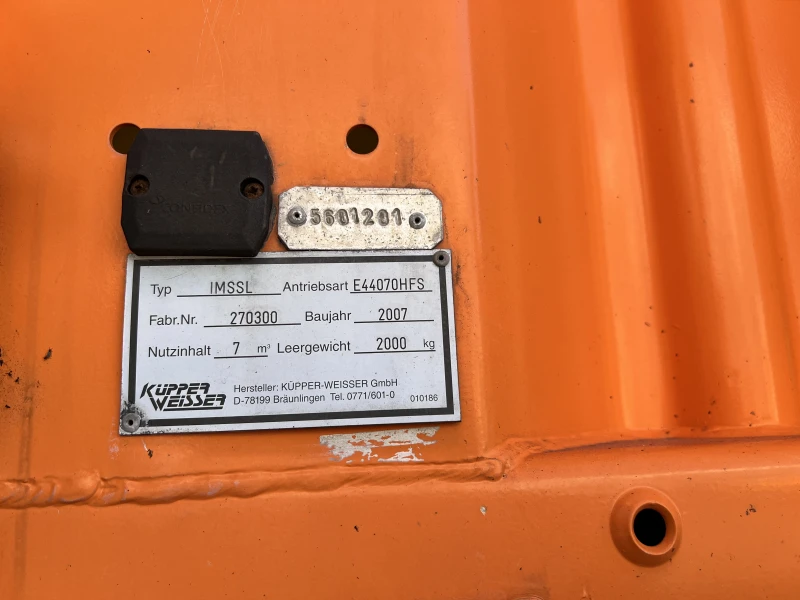 5601201
Typ IMSSL Antriebsart E44070HFS
Fabr.Nr. 270300 Baujahr 2007
Nutzinhalt 7 m³ Leergewicht 2000 kg
KÜPPER
WEISSER
Hersteller: KÜPPER-WEISSER GmbH
D-78199 Bräunlingen Tel. 0771/601-0
010186